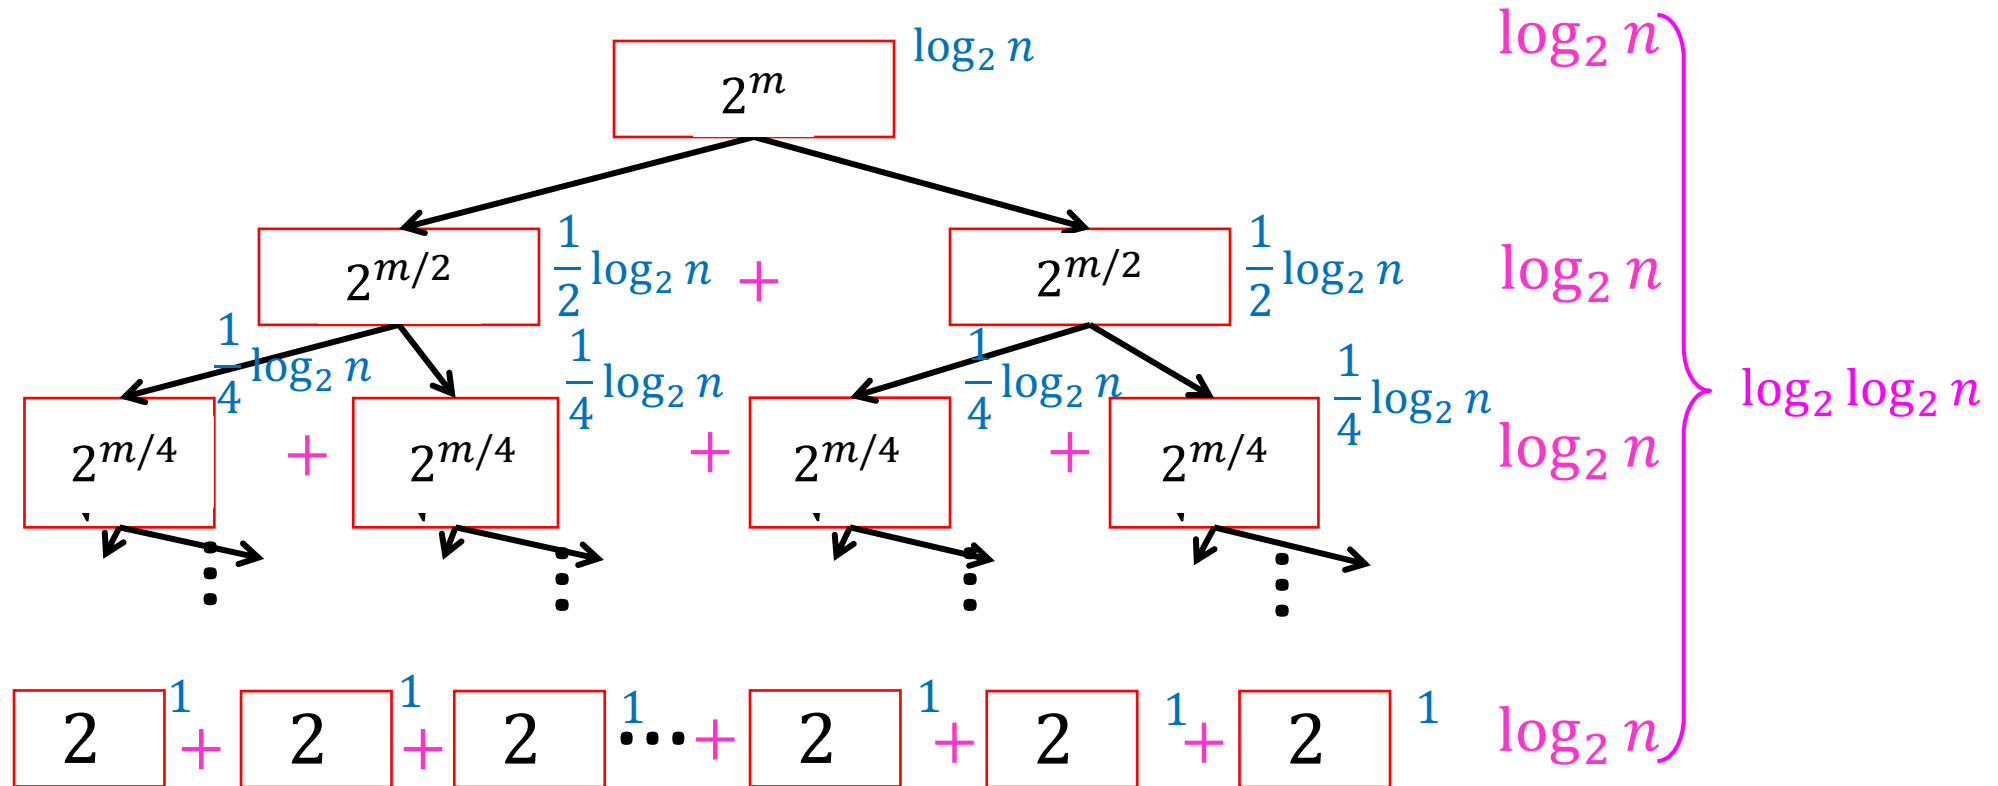 2^m log₂ n log₂ n
2^{m/2} 1/2 log₂ n + 2^{m/2} 1/2 log₂ n log₂ n
1/4 log₂ n 1/4 log₂ n 1/4 log₂ n 1/4 log₂ n log₂ log₂ n
2^{m/4} + 2^{m/4} + 2^{m/4} + 2^{m/4} log₂ n
2 1 + 2 1 + 2 1 ⋯ + 2 1 + 2 1 + 2 1 log₂ n